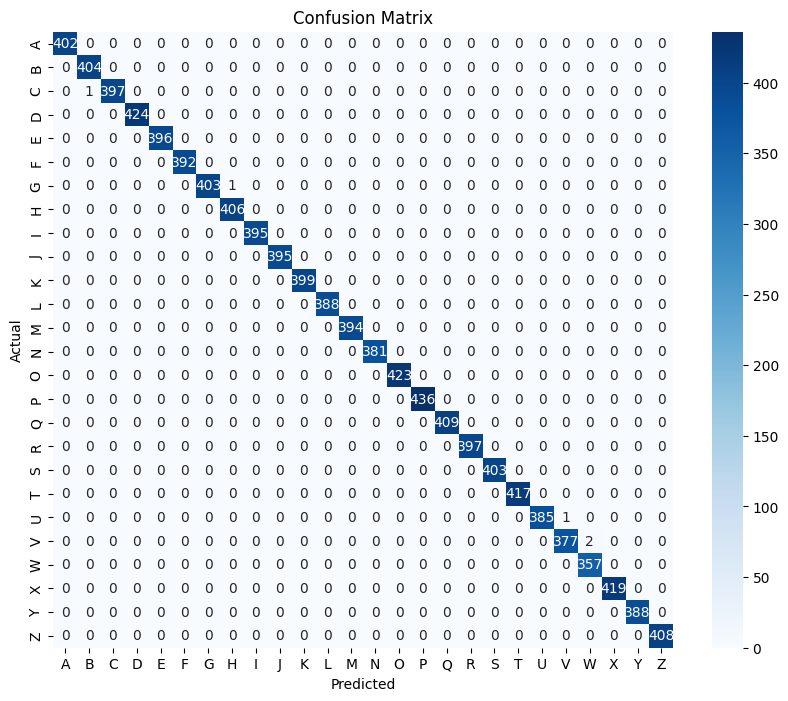 Confusion Matrix
A 402 0 0 0 0 0 0 0 0 0 0 0 0 0 0 0 0 0 0 0 0 0 0 0 0 0
B 0 404 0 0 0 0 0 0 0 0 0 0 0 0 0 0 0 0 0 0 0 0 0 0 0 0
C 0 1 397 0 0 0 0 0 0 0 0 0 0 0 0 0 0 0 0 0 0 0 0 0 0 0
D 0 0 0 424 0 0 0 0 0 0 0 0 0 0 0 0 0 0 0 0 0 0 0 0 0 0
E 0 0 0 0 396 0 0 0 0 0 0 0 0 0 0 0 0 0 0 0 0 0 0 0 0 0
F 0 0 0 0 0 392 0 0 0 0 0 0 0 0 0 0 0 0 0 0 0 0 0 0 0 0
G 0 0 0 0 0 0 403 1 0 0 0 0 0 0 0 0 0 0 0 0 0 0 0 0 0 0
H 0 0 0 0 0 0 0 406 0 0 0 0 0 0 0 0 0 0 0 0 0 0 0 0 0 0
I 0 0 0 0 0 0 0 0 395 0 0 0 0 0 0 0 0 0 0 0 0 0 0 0 0 0
J 0 0 0 0 0 0 0 0 0 395 0 0 0 0 0 0 0 0 0 0 0 0 0 0 0 0
K 0 0 0 0 0 0 0 0 0 0 399 0 0 0 0 0 0 0 0 0 0 0 0 0 0 0
L 0 0 0 0 0 0 0 0 0 0 0 388 0 0 0 0 0 0 0 0 0 0 0 0 0 0
M 0 0 0 0 0 0 0 0 0 0 0 0 394 0 0 0 0 0 0 0 0 0 0 0 0 0
N 0 0 0 0 0 0 0 0 0 0 0 0 0 381 0 0 0 0 0 0 0 0 0 0 0 0
O 0 0 0 0 0 0 0 0 0 0 0 0 0 0 423 0 0 0 0 0 0 0 0 0 0 0
P 0 0 0 0 0 0 0 0 0 0 0 0 0 0 0 436 0 0 0 0 0 0 0 0 0 0
Q 0 0 0 0 0 0 0 0 0 0 0 0 0 0 0 0 409 0 0 0 0 0 0 0 0 0
R 0 0 0 0 0 0 0 0 0 0 0 0 0 0 0 0 0 397 0 0 0 0 0 0 0 0
S 0 0 0 0 0 0 0 0 0 0 0 0 0 0 0 0 0 0 403 0 0 0 0 0 0 0
T 0 0 0 0 0 0 0 0 0 0 0 0 0 0 0 0 0 0 0 417 0 0 0 0 0 0
U 0 0 0 0 0 0 0 0 0 0 0 0 0 0 0 0 0 0 0 0 385 1 0 0 0 0
V 0 0 0 0 0 0 0 0 0 0 0 0 0 0 0 0 0 0 0 0 0 377 2 0 0 0
W 0 0 0 0 0 0 0 0 0 0 0 0 0 0 0 0 0 0 0 0 0 0 357 0 0 0
X 0 0 0 0 0 0 0 0 0 0 0 0 0 0 0 0 0 0 0 0 0 0 0 419 0 0
Y 0 0 0 0 0 0 0 0 0 0 0 0 0 0 0 0 0 0 0 0 0 0 0 0 388 0
Z 0 0 0 0 0 0 0 0 0 0 0 0 0 0 0 0 0 0 0 0 0 0 0 0 0 408
A B C D E F G H I J K L M N O P Q R S T U V W X Y Z
Predicted
Actual
400
350
300
250
200
150
100
50
0